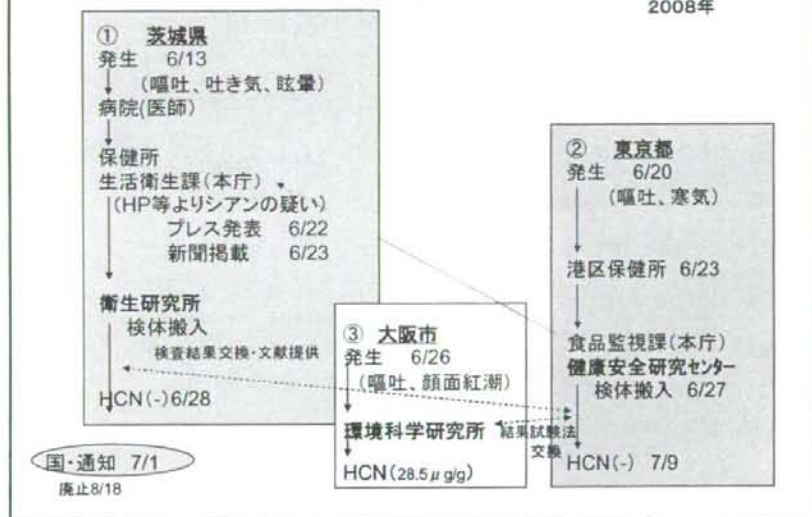 2008年
① 茨城県
発生 6/13
(嘔吐、吐き気、眩暈)
病院(医師)
保健所
生活衛生課(本庁)
(HP等よりシアンの疑い)
プレス発表 6/22
新聞掲載 6/23
衛生研究所
検体搬入
検査結果交換・文献提供
HCN(-)6/28
国・通知 7/1
廃止8/18
③ 大阪市
発生 6/26
(嘔吐、顔面紅潮)
環境科学研究所
結果試験法
交換
HCN(28.5μg/g)
② 東京都
発生 6/20
(嘔吐、寒気)
港区保健所 6/23
食品監視課(本庁)
健康安全研究センター
検体搬入 6/27
HCN(-) 7/9